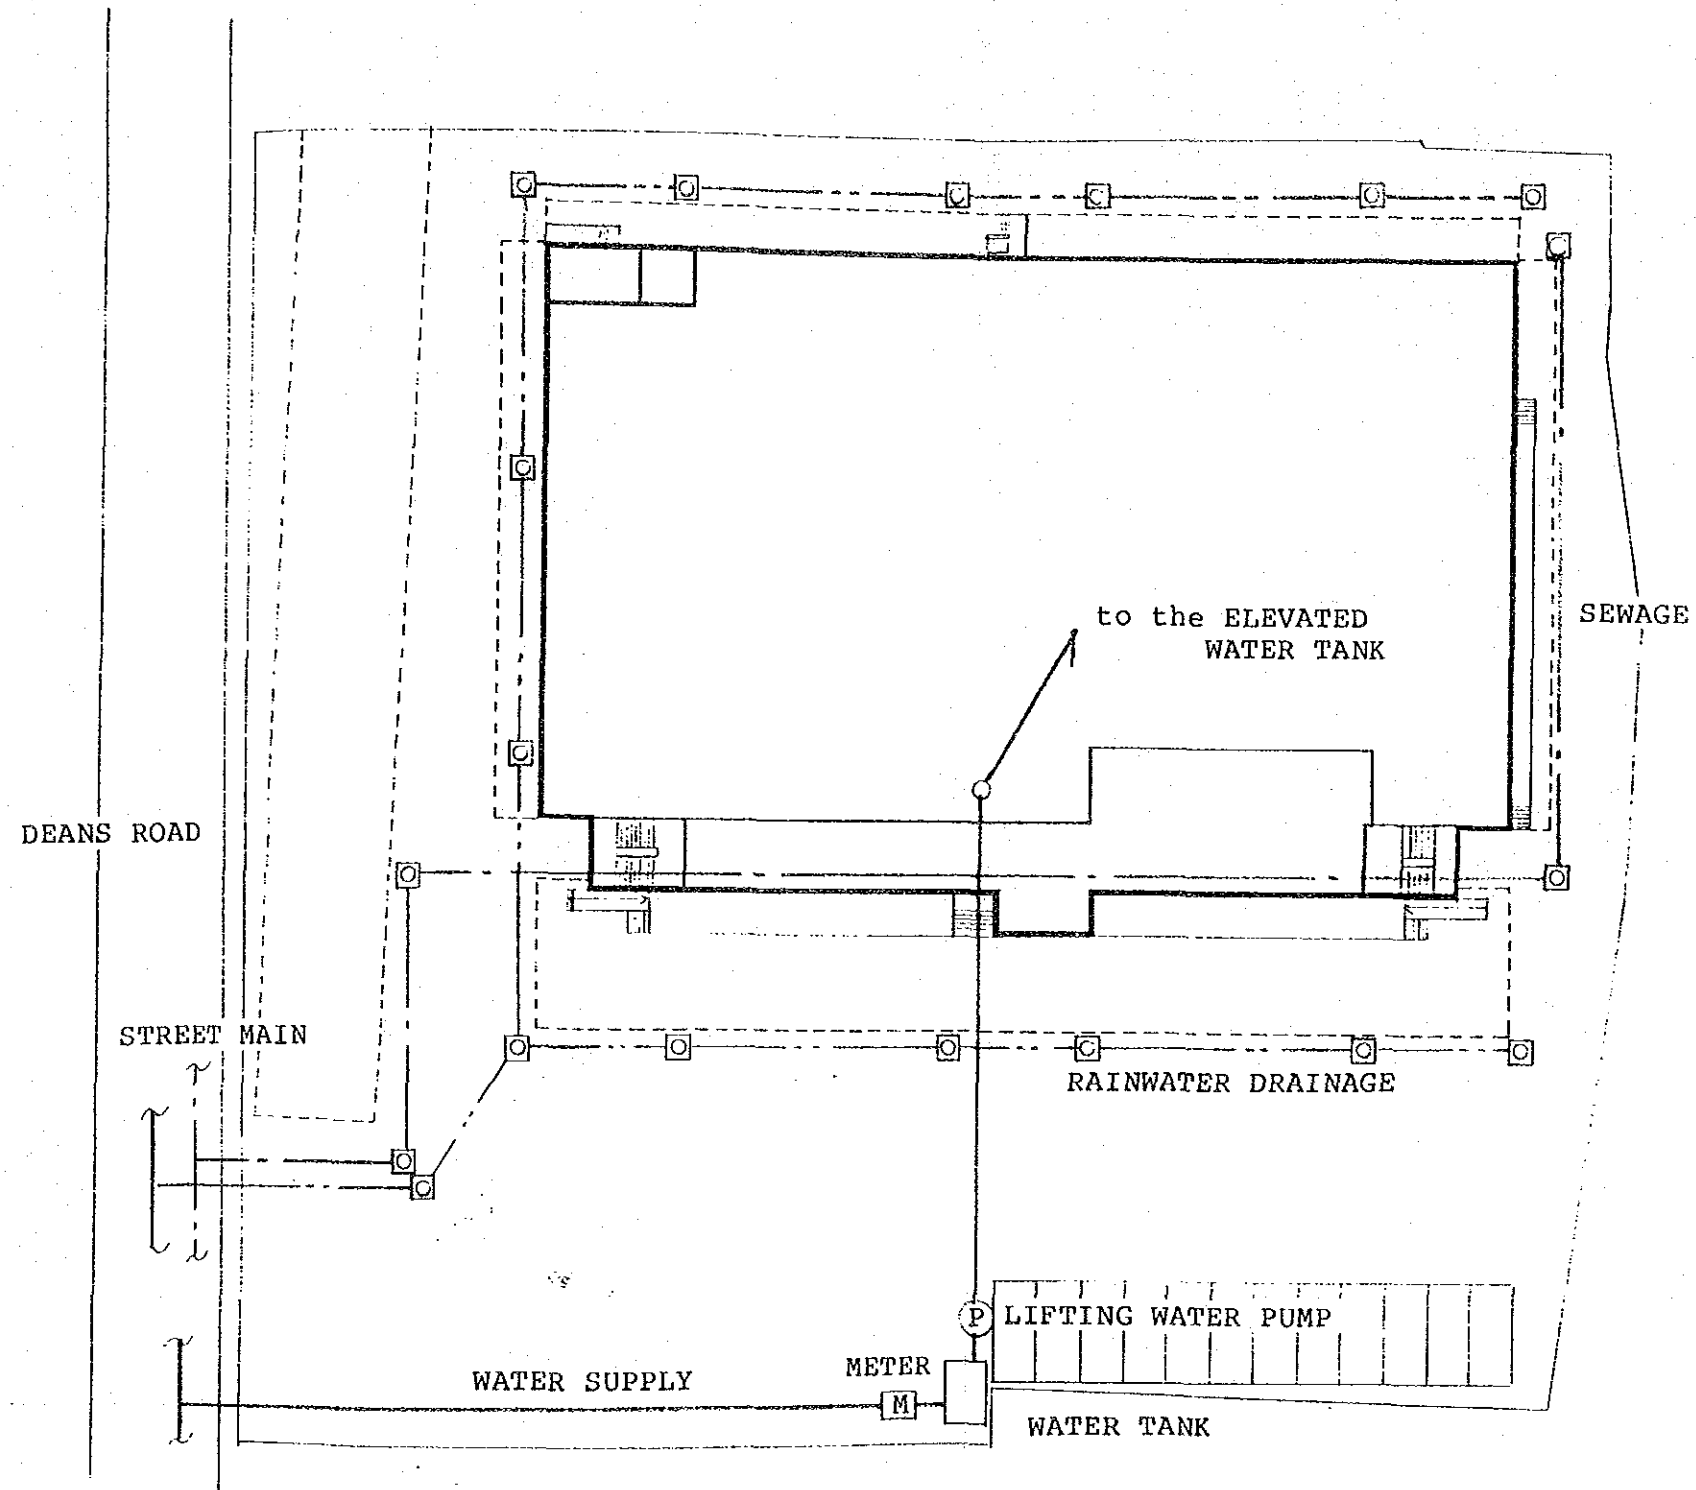 to the ELEVATED
WATER TANK
SEWAGE
DEANS ROAD
STREET MAIN
RAINWATER DRAINAGE
P
LIFTING WATER PUMP
METER
WATER SUPPLY
M
WATER TANK